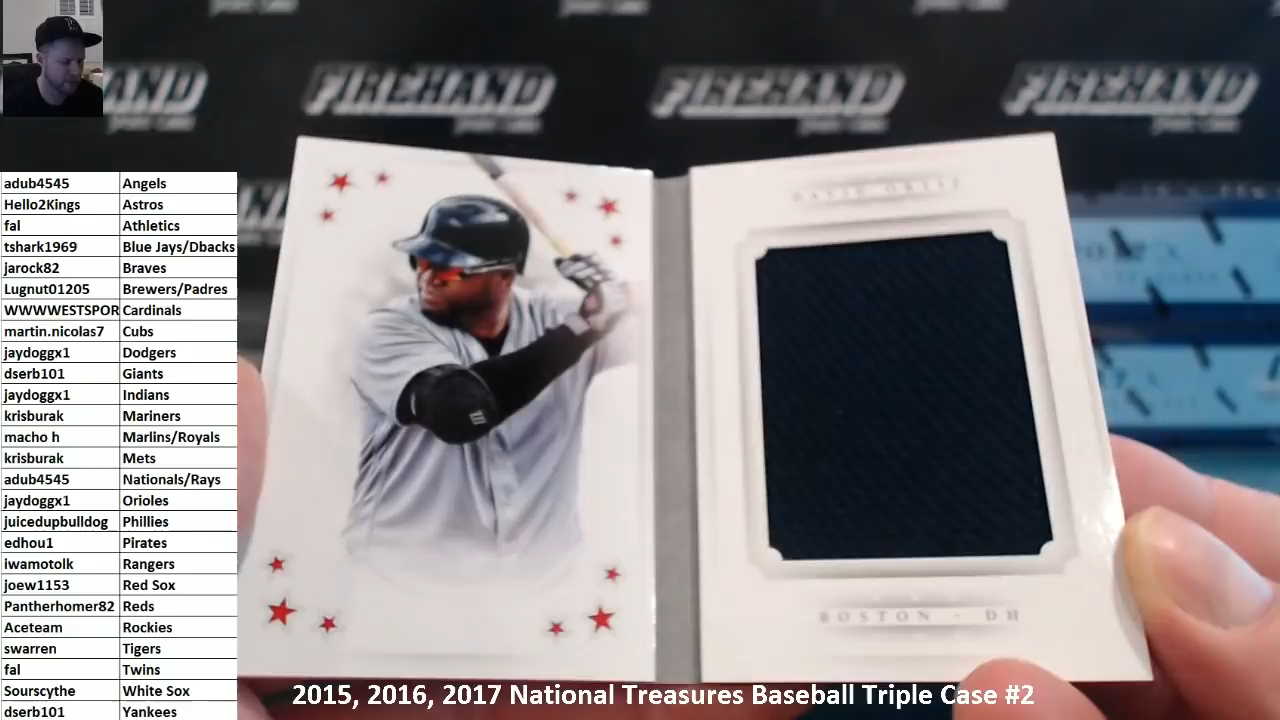 FIREHAND
FIREHAND
FIREHAND
adub4545 Angels
Hello2Kings Astros
fal Athletics
tshark1969 Blue Jays/Dbacks
jarock82 Braves
Lugnut01205 Brewers/Padres
WWWWESTSPOR Cardinals
martin.nicolas7 Cubs
jaydoggx1 Dodgers
dserb101 Giants
jaydoggx1 Indians
krisburak Mariners
macho h Marlins/Royals
krisburak Mets
adub4545 Nationals/Rays
jaydoggx1 Orioles
juicedupbulldog Phillies
edhou1 Pirates
iwamotolk Rangers
joew1153 Red Sox
Pantherhomer82 Reds
Aceteam Rockies
swarren Tigers
fal Twins
Sourscythe White Sox
dserb101 Yankees
DAVID ORTIZ
BOSTON - DH
2015, 2016, 2017 National Treasures Baseball Triple Case #2